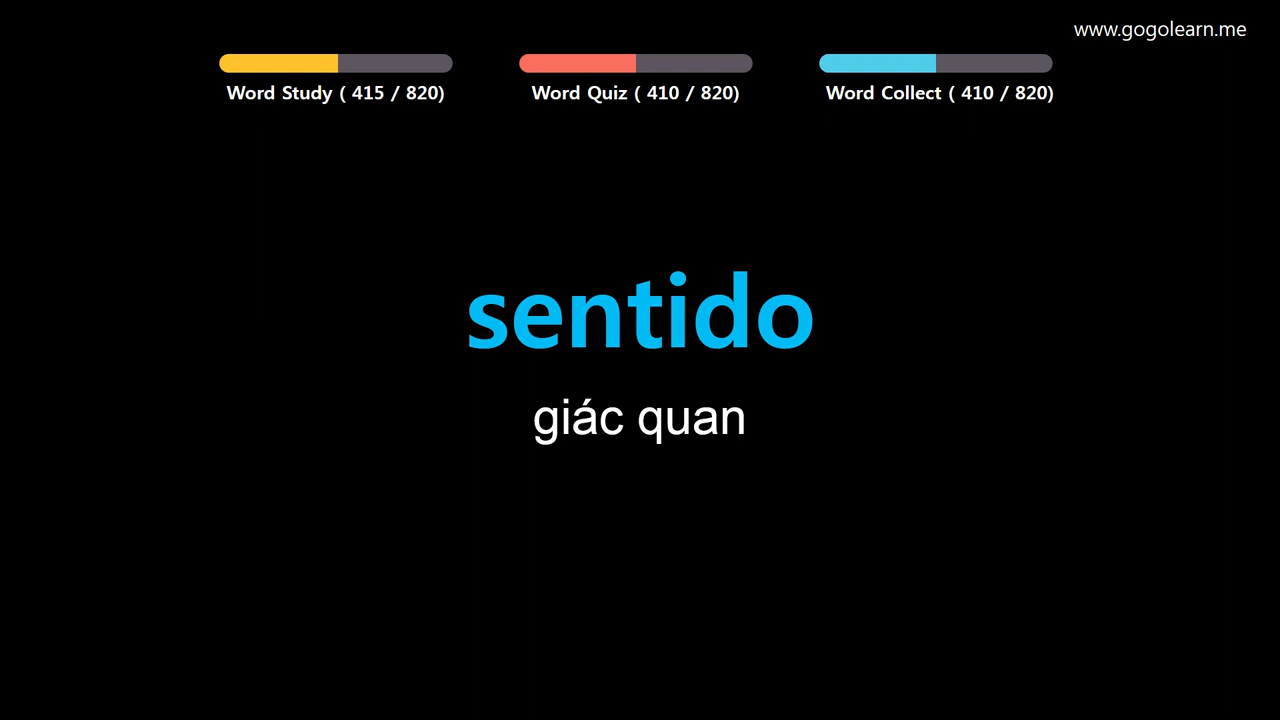 www.gogolearn.me
Word Study ( 415 / 820)
Word Quiz ( 410 / 820)
Word Collect ( 410 / 820)
sentido
giác quan